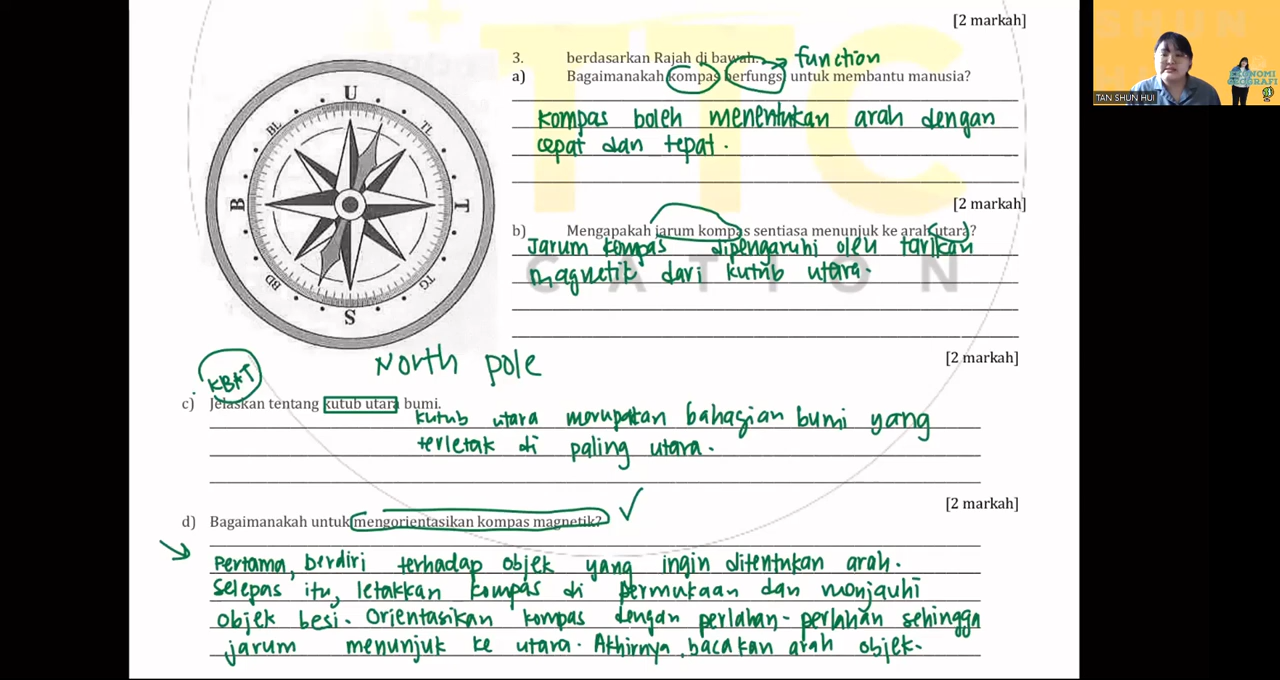 [2 markah]
3. berdasarkan Rajah di bawah. → function
a) Bagaimanakah kompas berfungsi untuk membantu manusia?
kompas boleh menentukan arah dengan
cepat dan tepat.
[2 markah]
b) Mengapakah jarum kompas sentiasa menunjuk ke arah utara?
Jarum kompas dipengaruhi oleh tarikan
magnetik dari kutub utara.
[2 markah]
U
TL
T
TG
S
BD
B
BL
North pole
KBAT
c) Jelaskan tentang kutub utara bumi.
kutub utara merupakan bahagian bumi yang
terletak di paling utara.
[2 markah]
d) Bagaimanakah untuk mengorientasikan kompas magnetik?
Pertama, berdiri terhadap objek yang ingin ditentukan arah.
Selepas itu, letakkan kompas di permukaan dan menjauhi
objek besi. Orientasikan kompas dengan perlahan-perlahan sehingga
jarum menunjuk ke utara. Akhirnya, bacakan arah objek.
TTC
CATION
TAN SHUN HUI
EKONOMI
GEOGRAFI